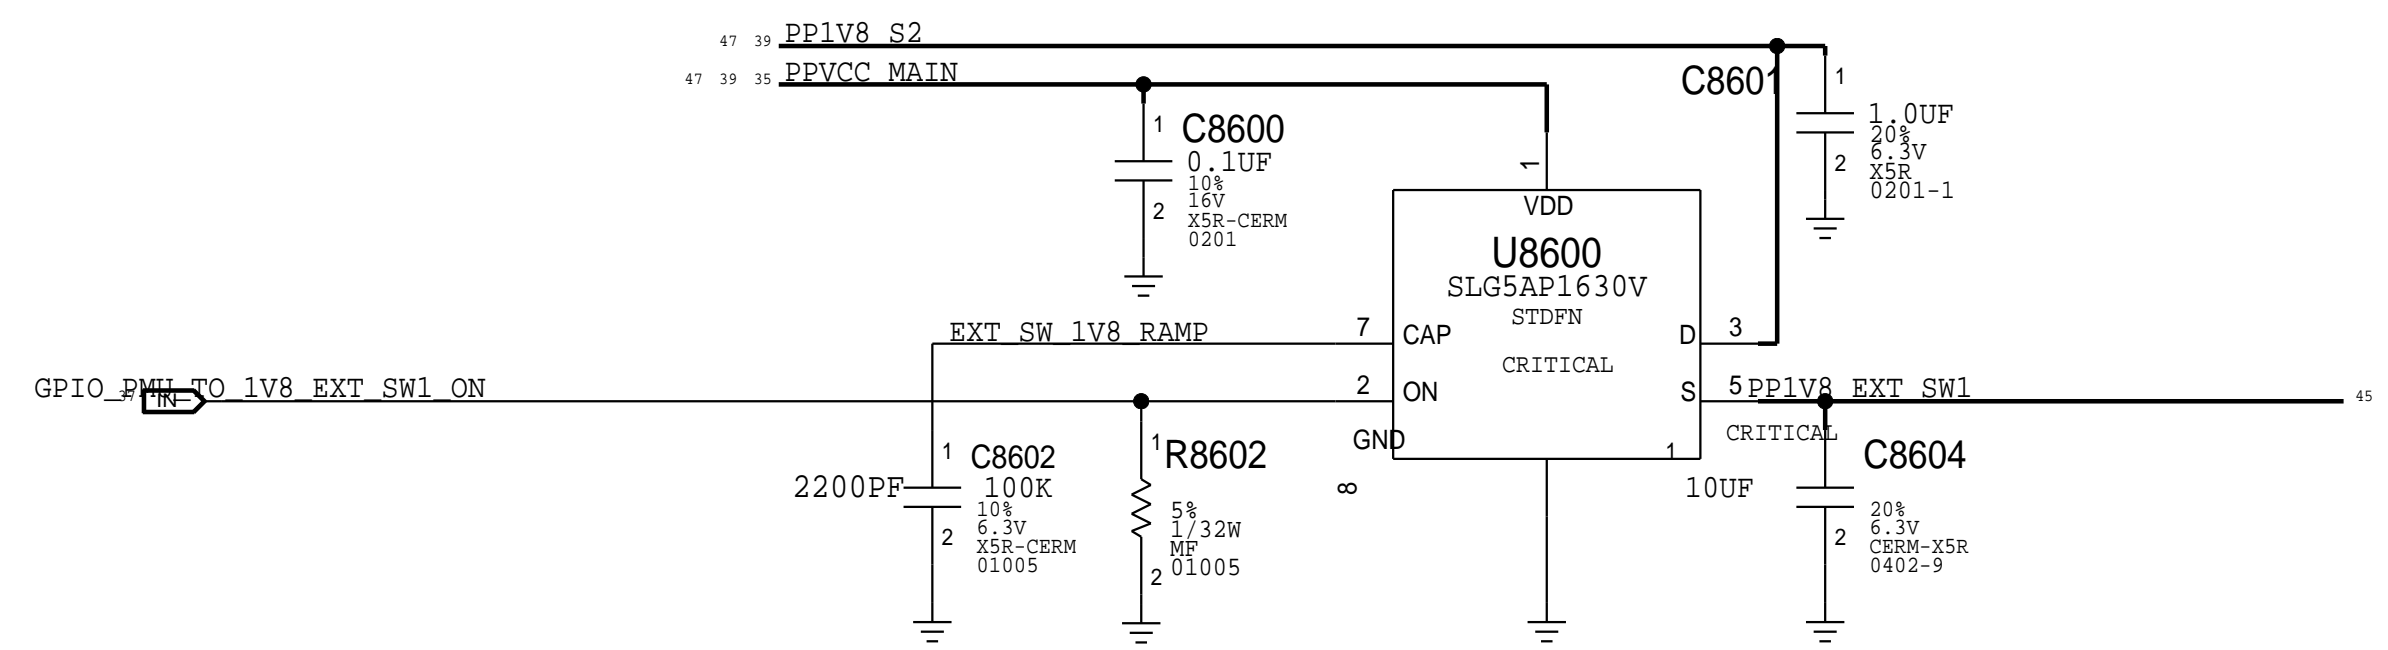 47 39 PP1V8_S2
47 39 35 PPVCC_MAIN
C8601
1
1.0UF
20%
6.3V
X5R
0201-1
2
1
C8600
0.1UF
10%
16V
X5R-CERM
0201
2
1
VDD
U8600
SLG5AP1630V
STDFN
CRITICAL
EXT_SW_1V8_RAMP
7
CAP
D
3
GPIO_PMU_TO_1V8_EXT_SW1_ON
37
IN
2
ON
S
5
PP1V8_EXT_SW1
45
GND
8
CRITICAL
1
1
C8602
2200PF
10%
6.3V
X5R-CERM
01005
2
1
R8602
100K
5%
1/32W
MF
01005
2
C8604
10UF
20%
6.3V
CERM-X5R
0402-9
2